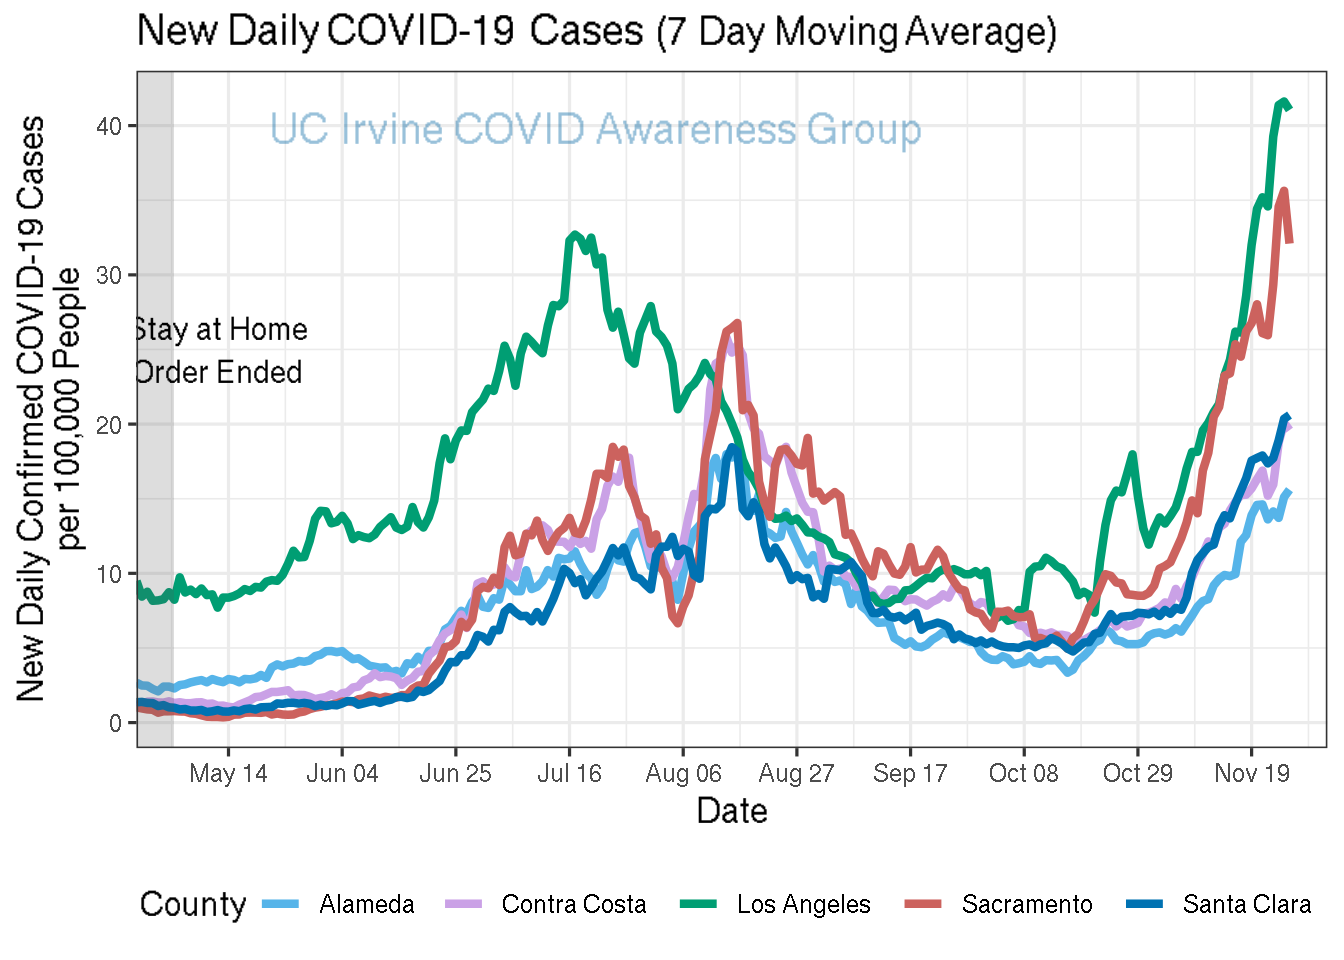 New Daily COVID-19 Cases (7 Day Moving Average)
UC Irvine COVID Awareness Group
New Daily Confirmed COVID-19 Cases
per 100,000 People
40
30
20
10
0
Stay at Home
Order Ended
May 14 Jun 04 Jun 25 Jul 16 Aug 06 Aug 27 Sep 17 Oct 08 Oct 29 Nov 19
Date
County Alameda Contra Costa Los Angeles Sacramento Santa Clara